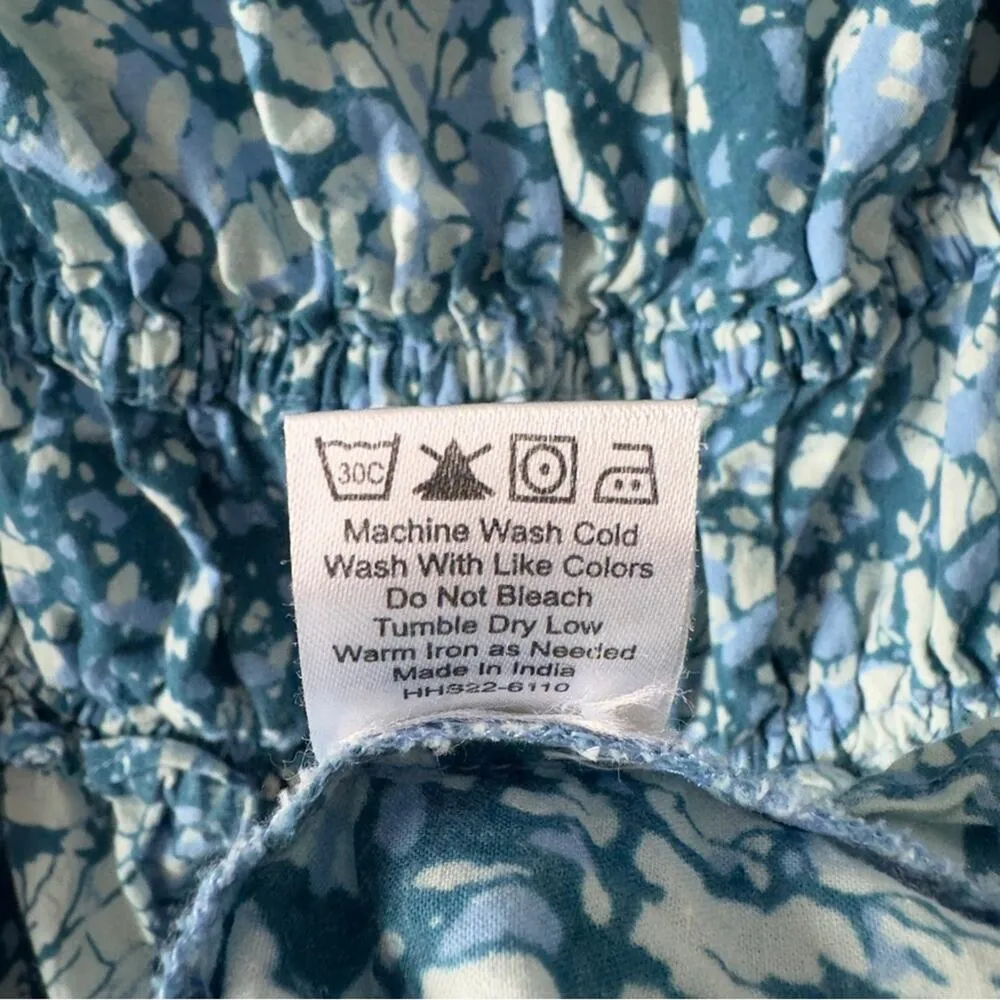 30C
Machine Wash Cold
Wash With Like Colors
Do Not Bleach
Tumble Dry Low
Warm Iron as Needed
Made In India
HHS22-6110